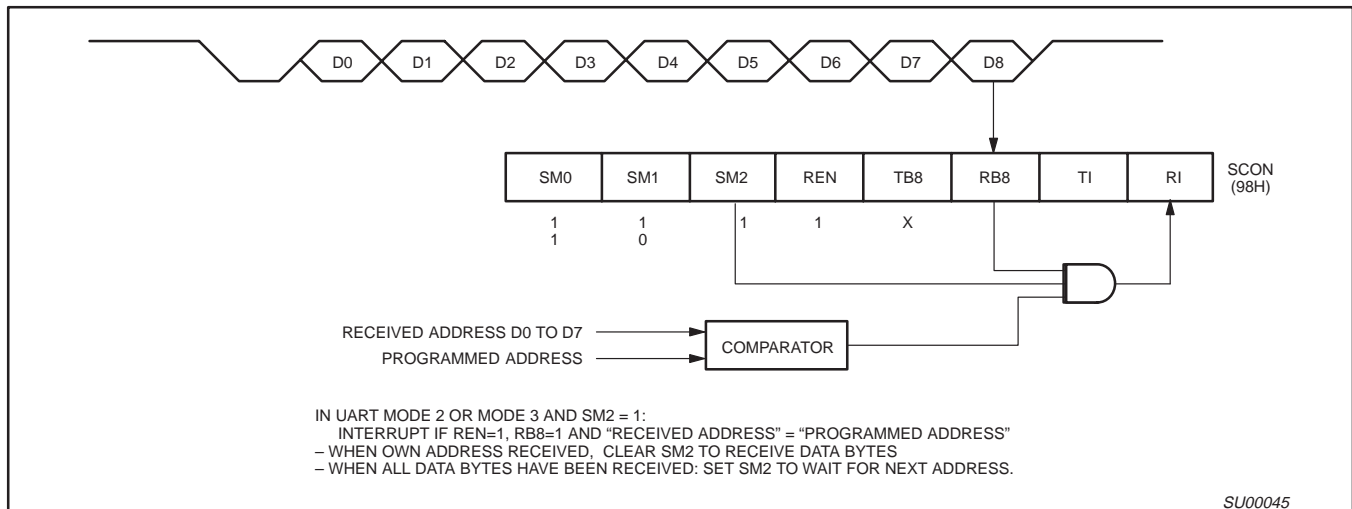 D0 D1 D2 D3 D4 D5 D6 D7 D8
SM0 SM1 SM2 REN TB8 RB8 TI RI
SCON
(98H)
1 1 1 1 X
1 0
RECEIVED ADDRESS D0 TO D7
PROGRAMMED ADDRESS
COMPARATOR
IN UART MODE 2 OR MODE 3 AND SM2 = 1:
INTERRUPT IF REN=1, RB8=1 AND “RECEIVED ADDRESS” = “PROGRAMMED ADDRESS”
– WHEN OWN ADDRESS RECEIVED, CLEAR SM2 TO RECEIVE DATA BYTES
– WHEN ALL DATA BYTES HAVE BEEN RECEIVED: SET SM2 TO WAIT FOR NEXT ADDRESS.
SU00045